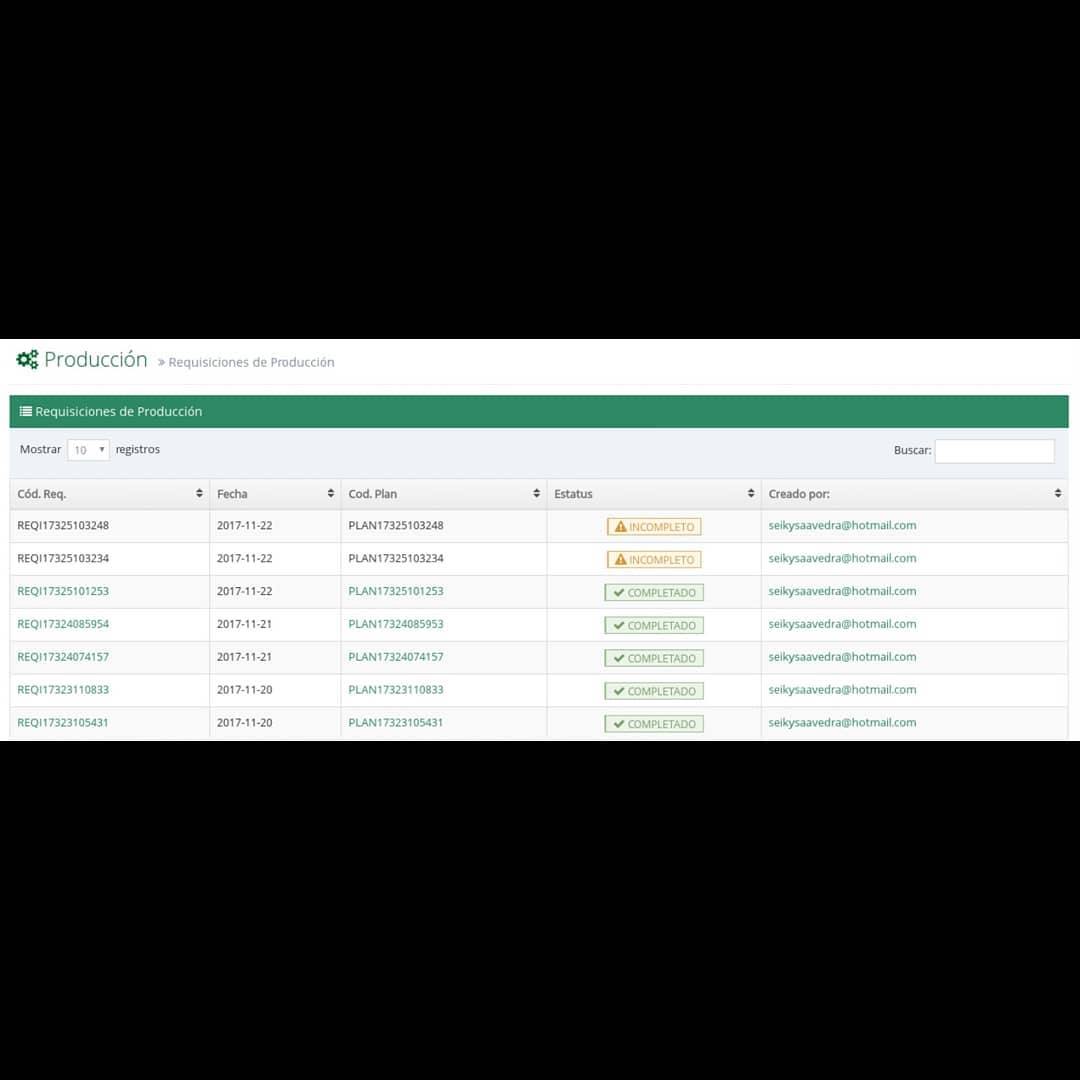 Producción » Requisiciones de Producción
Requisiciones de Producción
Mostrar 10 registros Buscar:
Cód. Req. Fecha Cod. Plan Estatus Creado por:
REQI17325103248 2017-11-22 PLAN17325103248 INCOMPLETO seikysaavedra@hotmail.com
REQI17325103234 2017-11-22 PLAN17325103234 INCOMPLETO seikysaavedra@hotmail.com
REQI17325101253 2017-11-22 PLAN17325101253 COMPLETADO seikysaavedra@hotmail.com
REQI17324085954 2017-11-21 PLAN17324085953 COMPLETADO seikysaavedra@hotmail.com
REQI17324074157 2017-11-21 PLAN17324074157 COMPLETADO seikysaavedra@hotmail.com
REQI17323110833 2017-11-20 PLAN17323110833 COMPLETADO seikysaavedra@hotmail.com
REQI17323105431 2017-11-20 PLAN17323105431 COMPLETADO seikysaavedra@hotmail.com